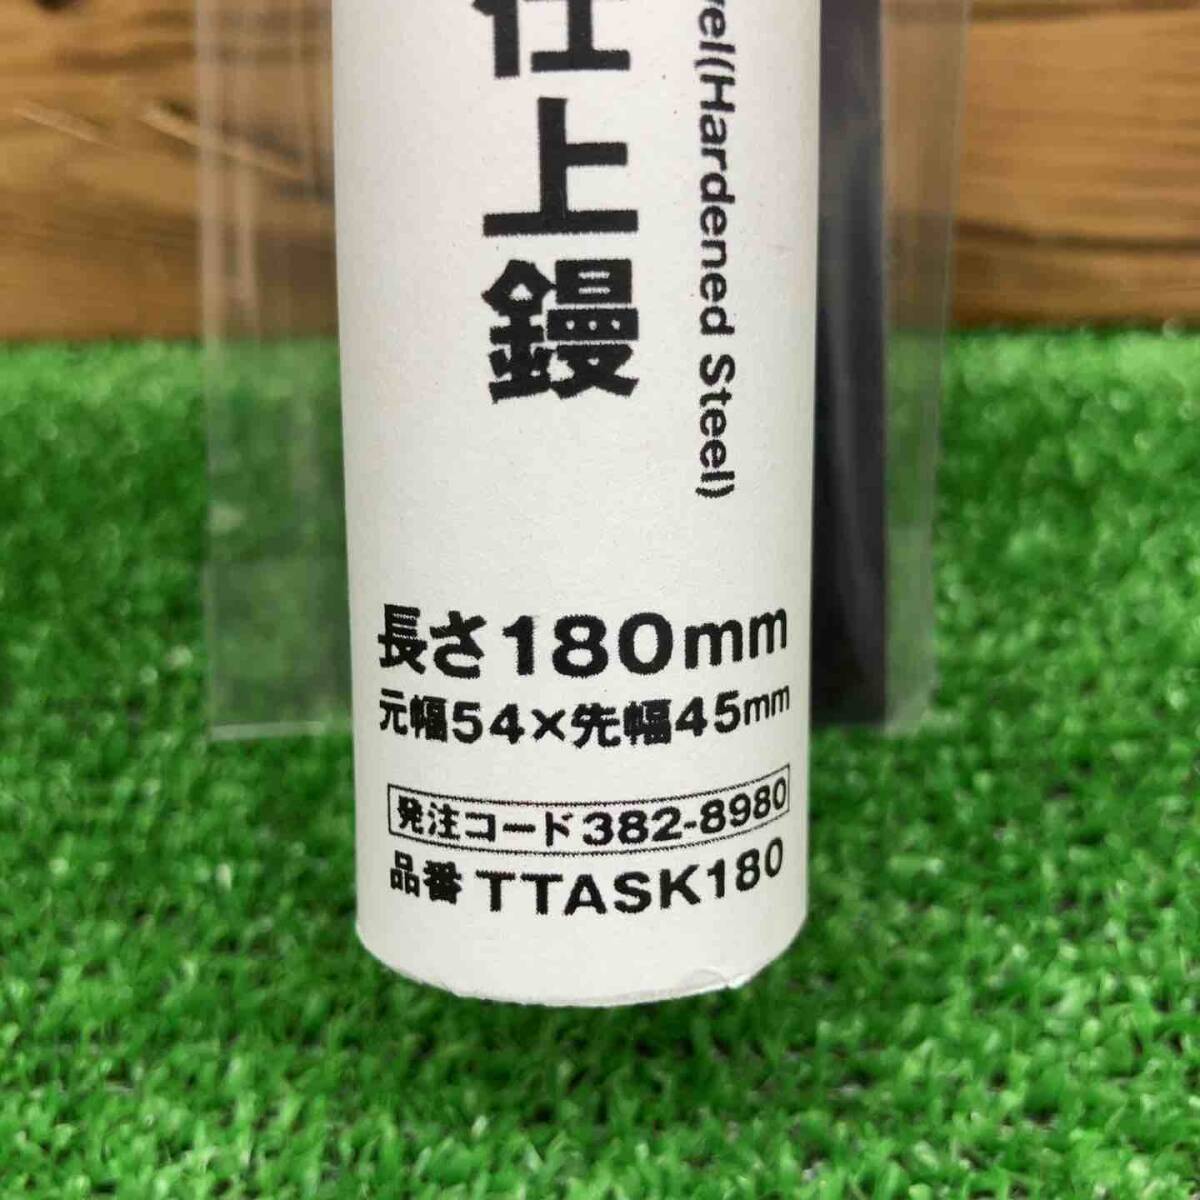 仕上鏝
(Hardened Steel)
長さ180mm
元幅54×先幅45mm
発注コード382-8980
品番 TTASK180